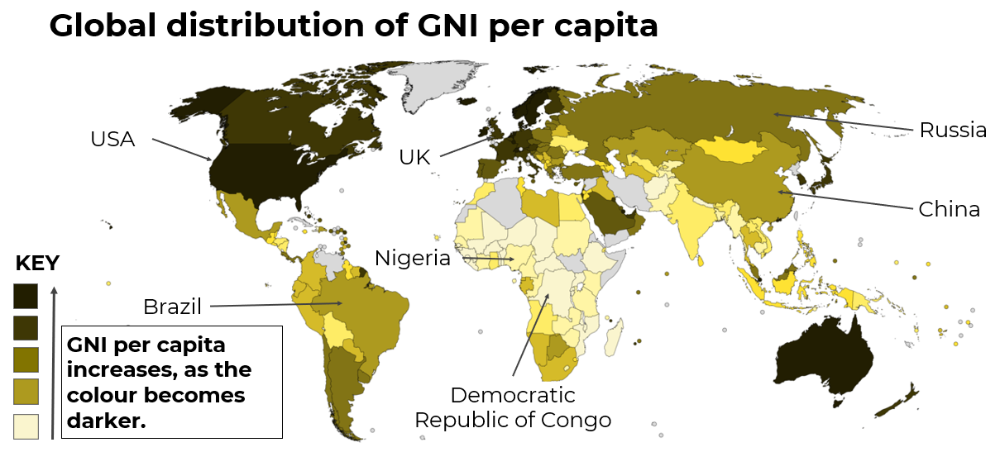 Global distribution of GNI per capita
USA
UK
Russia
China
Nigeria
Brazil
KEY
GNI per capita
increases, as the
colour becomes
darker.
Democratic
Republic of Congo